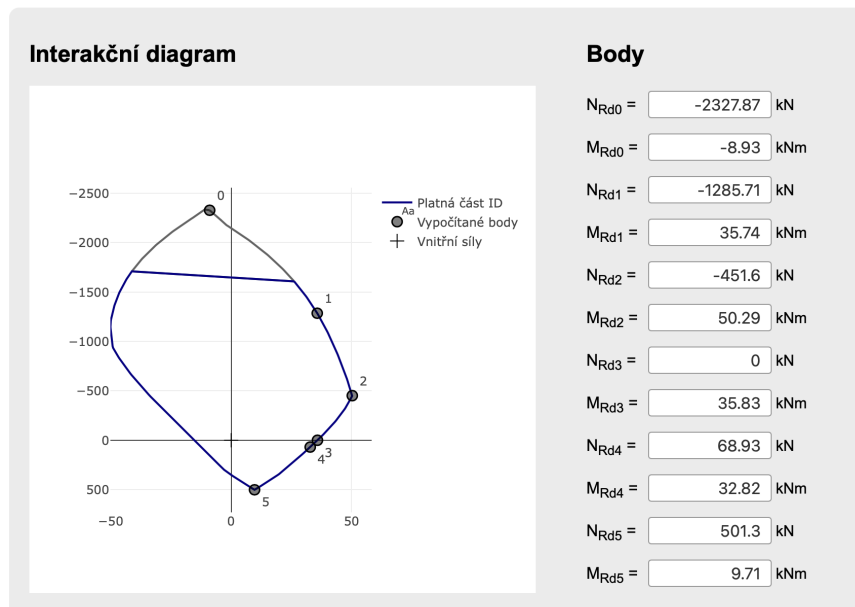 Interakční diagram
−2500
−2000
−1500
−1000
−500
0
500
−50
0
50
0
1
2
3
4
5
Platná část ID
Aa
Vypočítané body
Vnitřní síly
Body
NRd0 = -2327.87 kN
MRd0 = -8.93 kNm
NRd1 = -1285.71 kN
MRd1 = 35.74 kNm
NRd2 = -451.6 kN
MRd2 = 50.29 kNm
NRd3 = 0 kN
MRd3 = 35.83 kNm
NRd4 = 68.93 kN
MRd4 = 32.82 kNm
NRd5 = 501.3 kN
MRd5 = 9.71 kNm